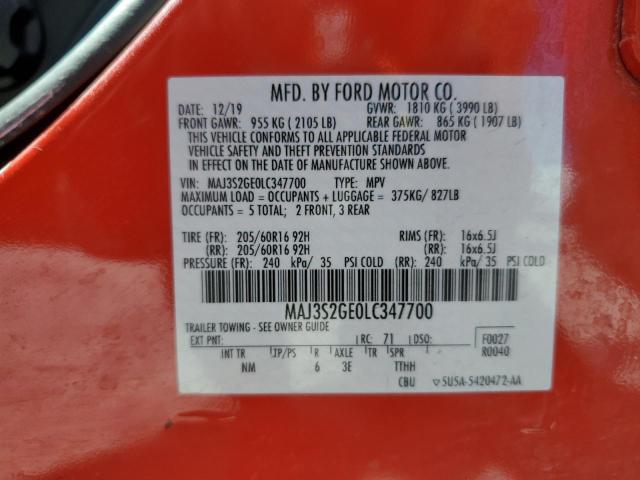 MFD. BY FORD MOTOR CO.
DATE: 12/19 GVWR: 1810 KG ( 3990 LB)
FRONT GAWR: 955 KG ( 2105 LB) REAR GAWR: 865 KG ( 1907 LB)
THIS VEHICLE CONFORMS TO ALL APPLICABLE FEDERAL MOTOR
VEHICLE SAFETY AND THEFT PREVENTION STANDARDS
IN EFFECT ON THE DATE OF MANUFACTURE SHOWN ABOVE.
VIN: MAJ3S2GE0LC347700 TYPE: MPV
MAXIMUM LOAD = OCCUPANTS + LUGGAGE = 375KG/ 827LB
OCCUPANTS = 5 TOTAL; 2 FRONT, 3 REAR
TIRE (FR): 205/60R16 92H RIMS (FR): 16x6.5J
(RR): 205/60R16 92H (RR): 16x6.5J
PRESSURE (FR): 240 kPa/ 35 PSI COLD (RR): 240 kPa/ 35 PSI COLD
MAJ3S2GE0LC347700
TRAILER TOWING - SEE OWNER GUIDE
EXT PNT: RC: 71 DSO: F0027
INT TR TP/PS R AXLE TR SPR R0040
NM 6 3E TTHH
CBU ▽5U5A-5420472-AA